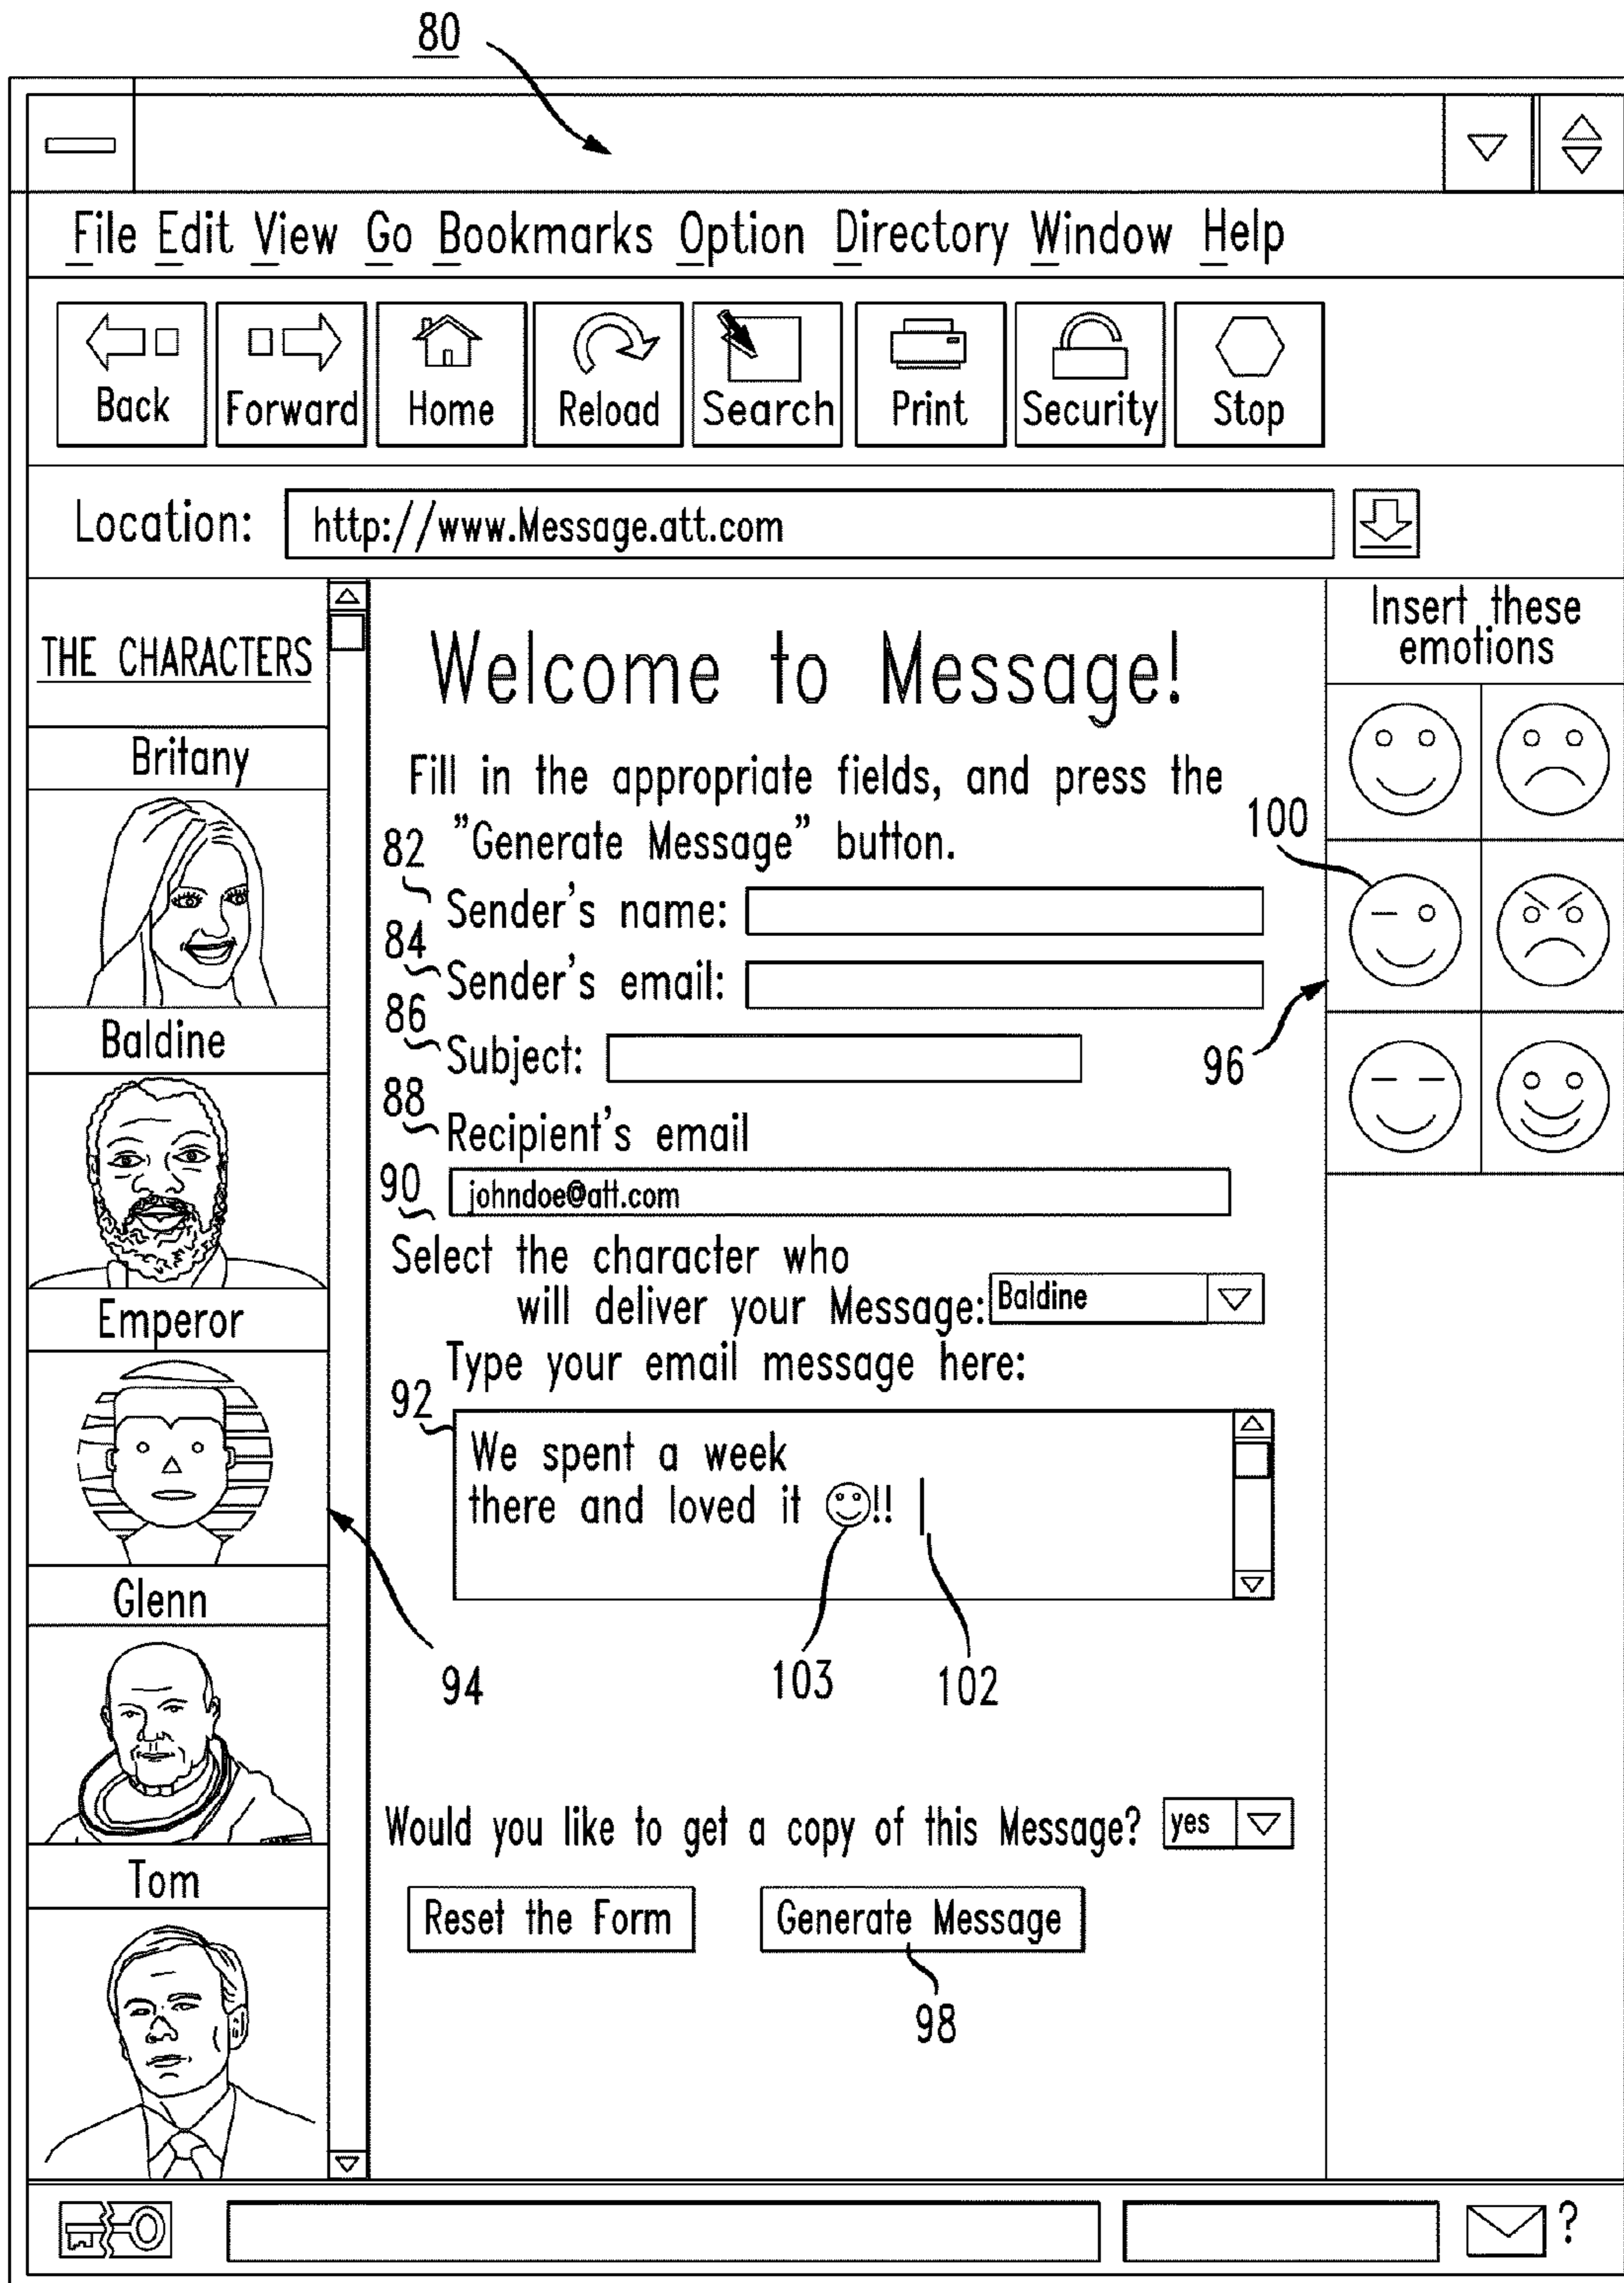 80
File Edit View Go Bookmarks Option Directory Window Help
Back Forward Home Reload Search Print Security Stop
Location: http://www.Message.att.com
THE CHARACTERS
Britany
Baldine
Emperor
Glenn
Tom
94
Welcome to Message!
Fill in the appropriate fields, and press the
"Generate Message" button.
82
Sender's name:
84
Sender's email:
86
Subject:
88
Recipient's email
90
johndoe@att.com
Select the character who
will deliver your Message: Baldine
Type your email message here:
92
We spent a week
there and loved it !!
103 102
Would you like to get a copy of this Message? yes
Reset the Form Generate Message
98
Insert these
emotions
100
96
?